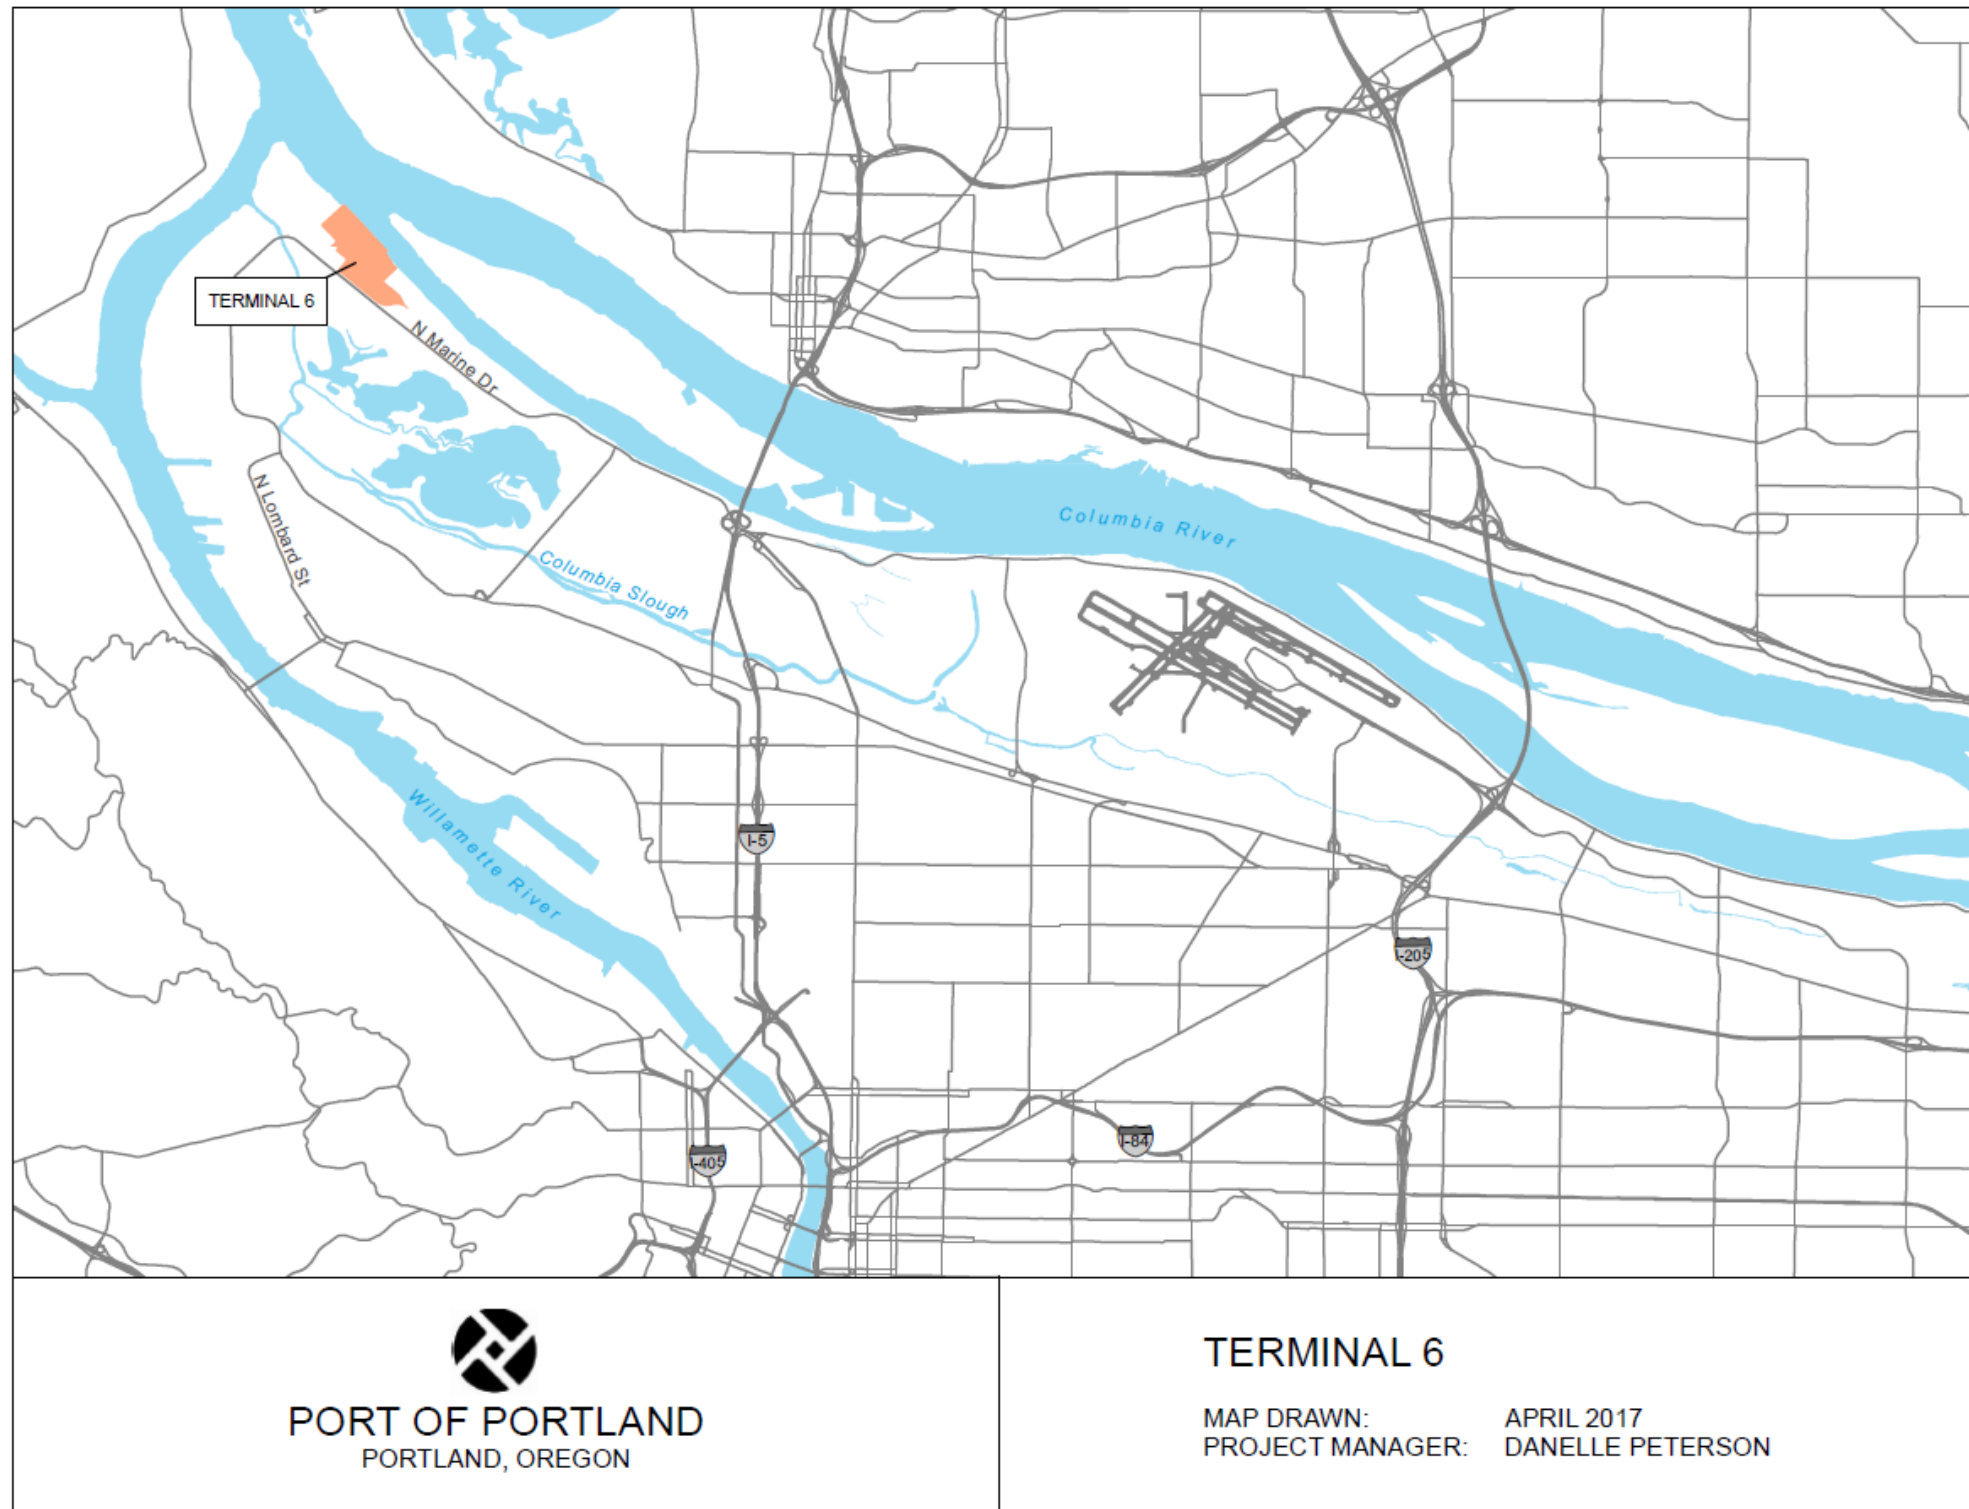 TERMINAL 6
N Marine Dr
N Lombard St
Columbia River
Columbia Slough
Willamette River
I-5
I-205
I-84
I-405
PORT OF PORTLAND
PORTLAND, OREGON
TERMINAL 6
MAP DRAWN: APRIL 2017
PROJECT MANAGER: DANELLE PETERSON